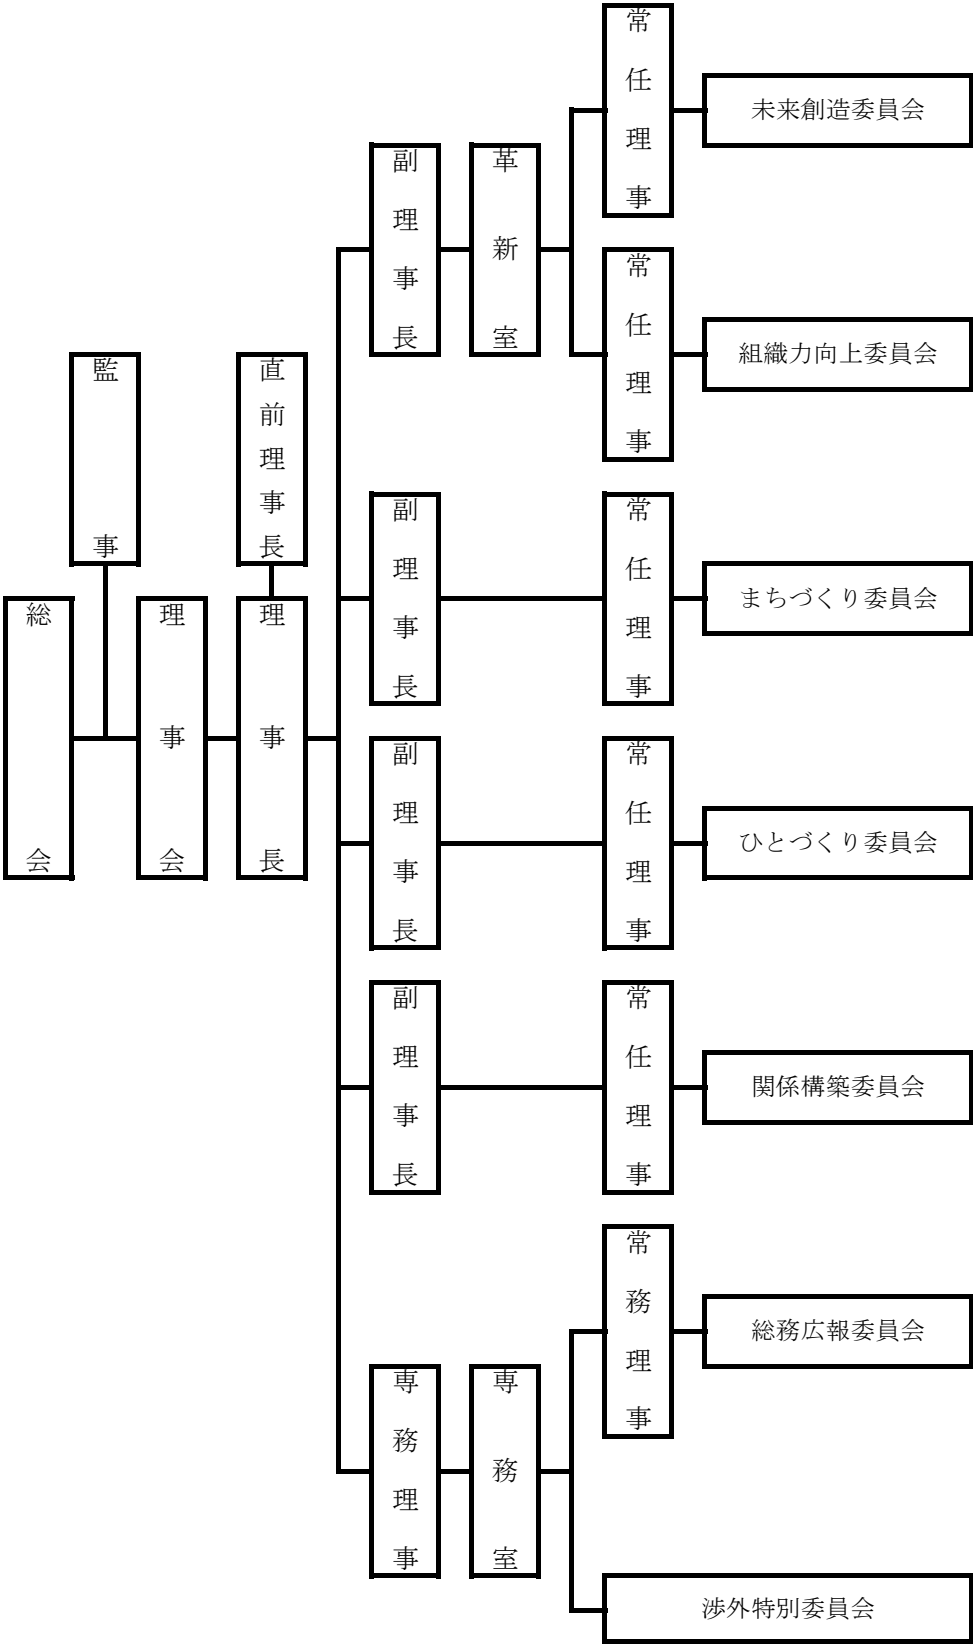 総会
監事
理事会
直前理事長
理事長
副理事長
革新室
常任理事
未来創造委員会
常任理事
組織力向上委員会
副理事長
常任理事
まちづくり委員会
副理事長
常任理事
ひとづくり委員会
副理事長
常任理事
関係構築委員会
専務理事
専務室
常務理事
総務広報委員会
渉外特別委員会